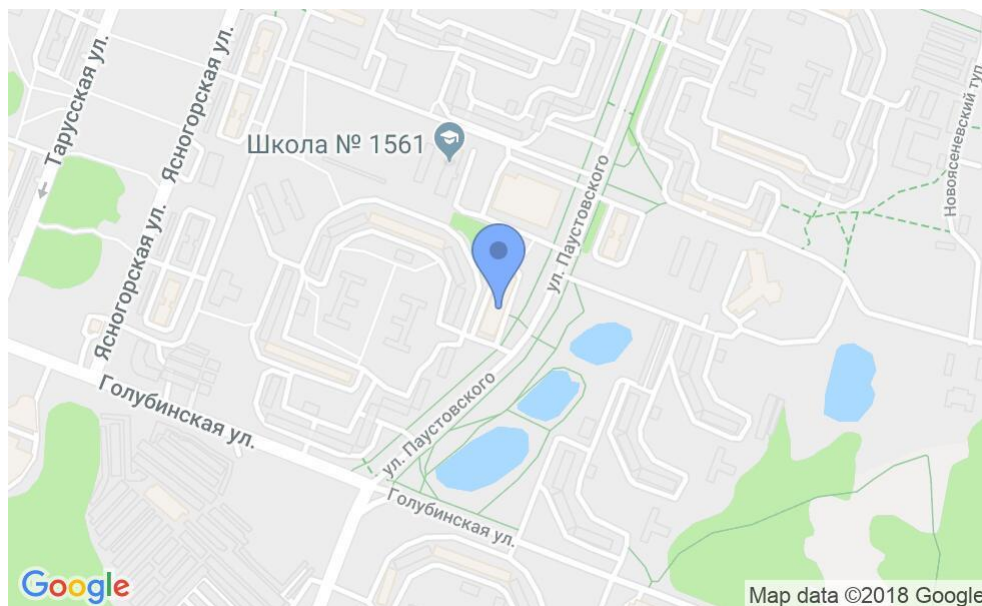 Тарусская ул.
Ясногорская ул.
Школа № 1561
ул. Паустовского
Новоясеневский туп
Ясногорская ул.
Голубинская ул.
ул. Паустовского
Голубинская ул.
Google
Map data ©2018 Google